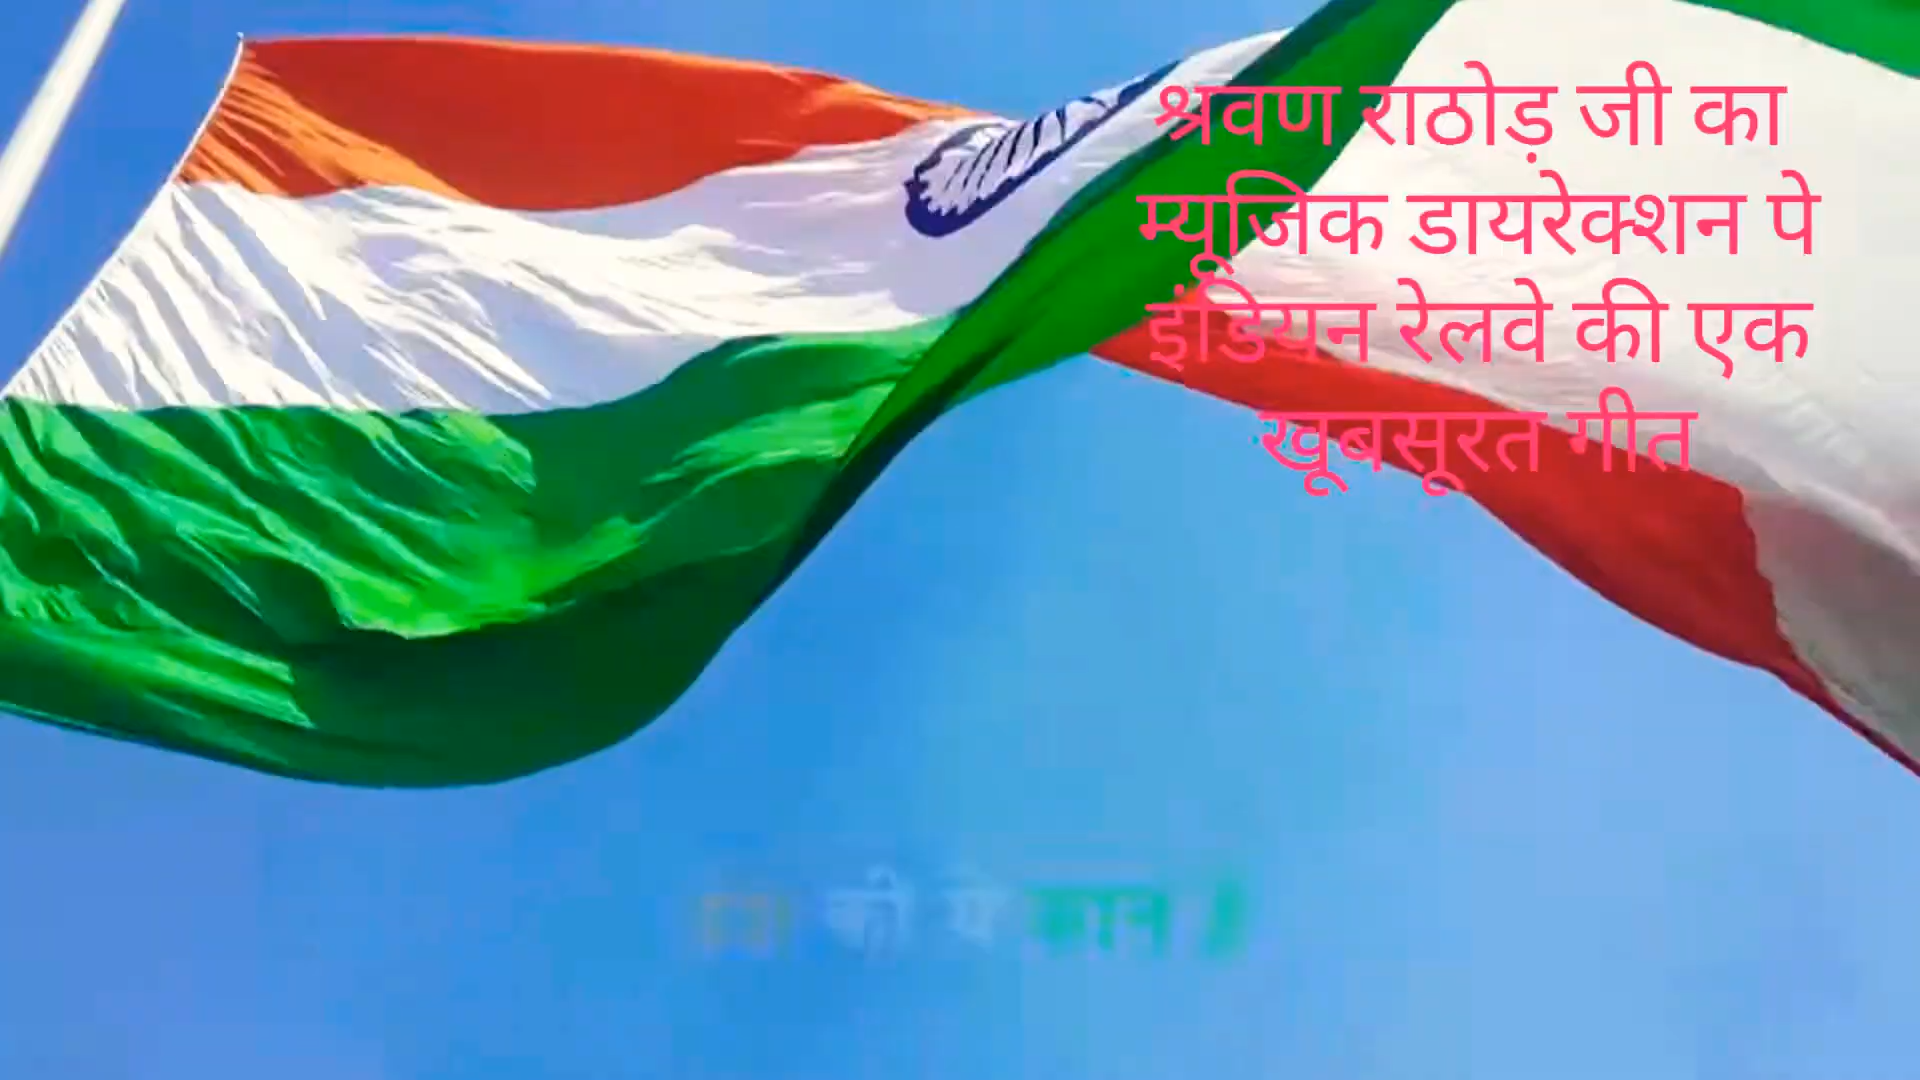 श्रवण राठोड़ जी का
म्यूजिक डायरेक्शन पे
इंडियन रेलवे की एक
खूबसूरत गीत
की ये